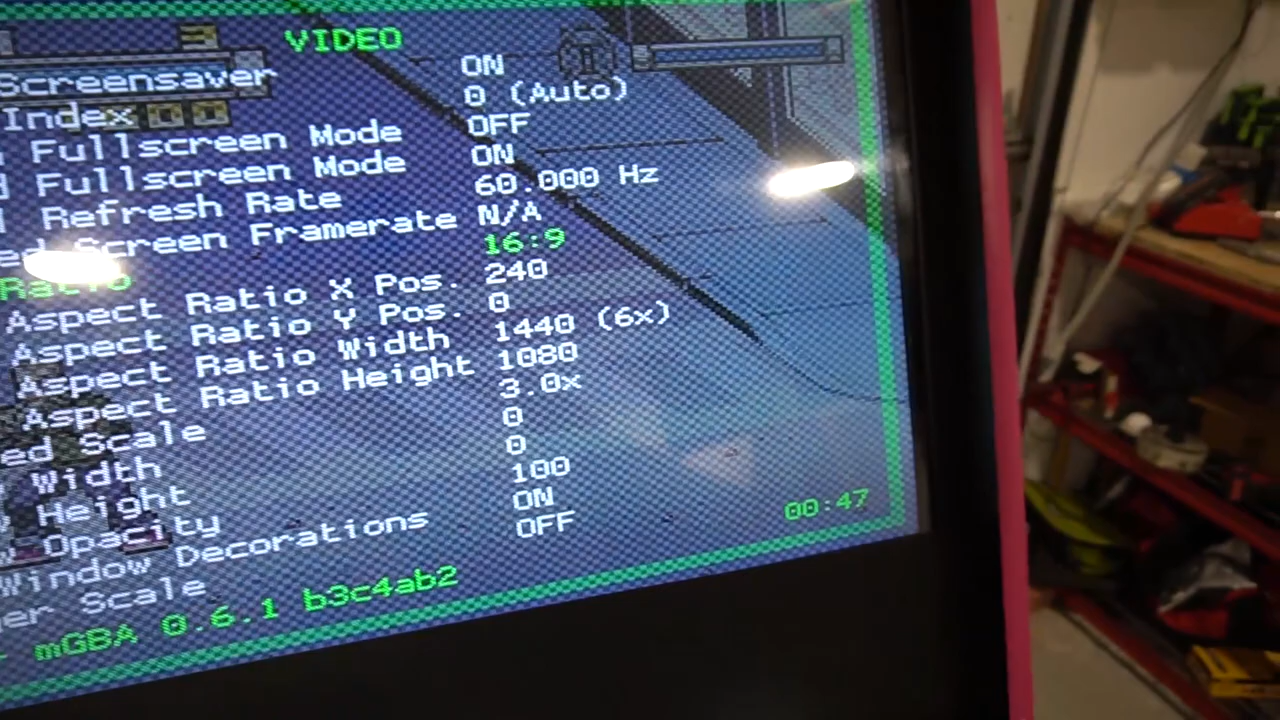 VIDEO
Screensaver ON
Index 0 (Auto)
Fullscreen Mode OFF
Fullscreen Mode ON
Refresh Rate 60.000 Hz
Screen Framerate N/A
Ratio 16:9
Aspect Ratio X Pos. 240
Aspect Ratio Y Pos. 0
Aspect Ratio Width 1440 (6x)
Aspect Ratio Height 1080
Scale 3.0x
Width 0
Height 0
Opacity 100
Window Decorations ON
Scale OFF
mGBA 0.6.1 b3c4ab2
00:47